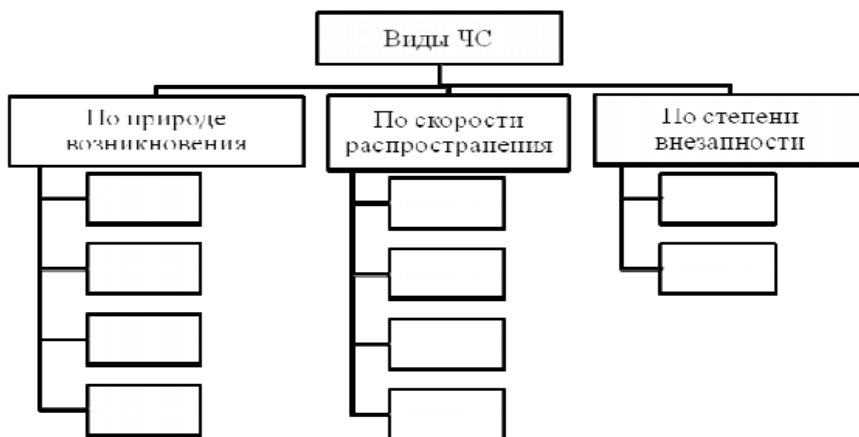 Виды ЧС
По природе
возникновения
По скорости
распространения
По степени
внезапности